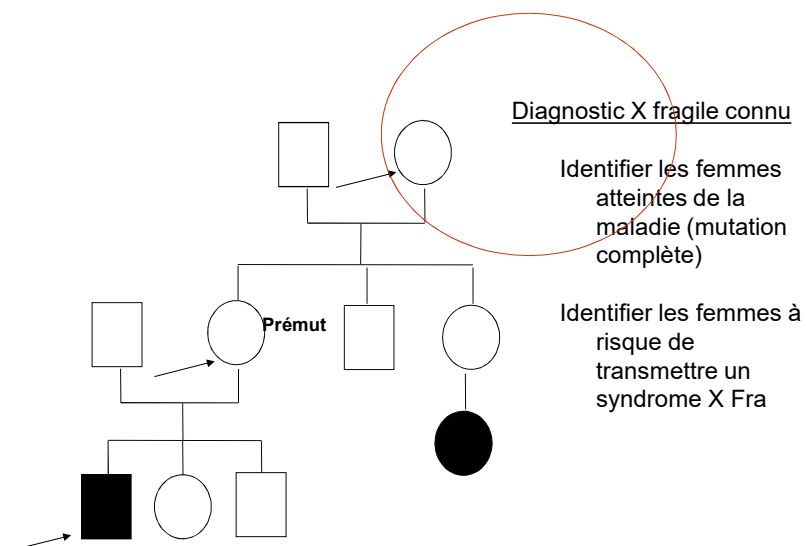 Diagnostic X fragile connu
Identifier les femmes
atteintes de la
maladie (mutation
complète)
Prémut
Identifier les femmes à
risque de
transmettre un
syndrome X Fra